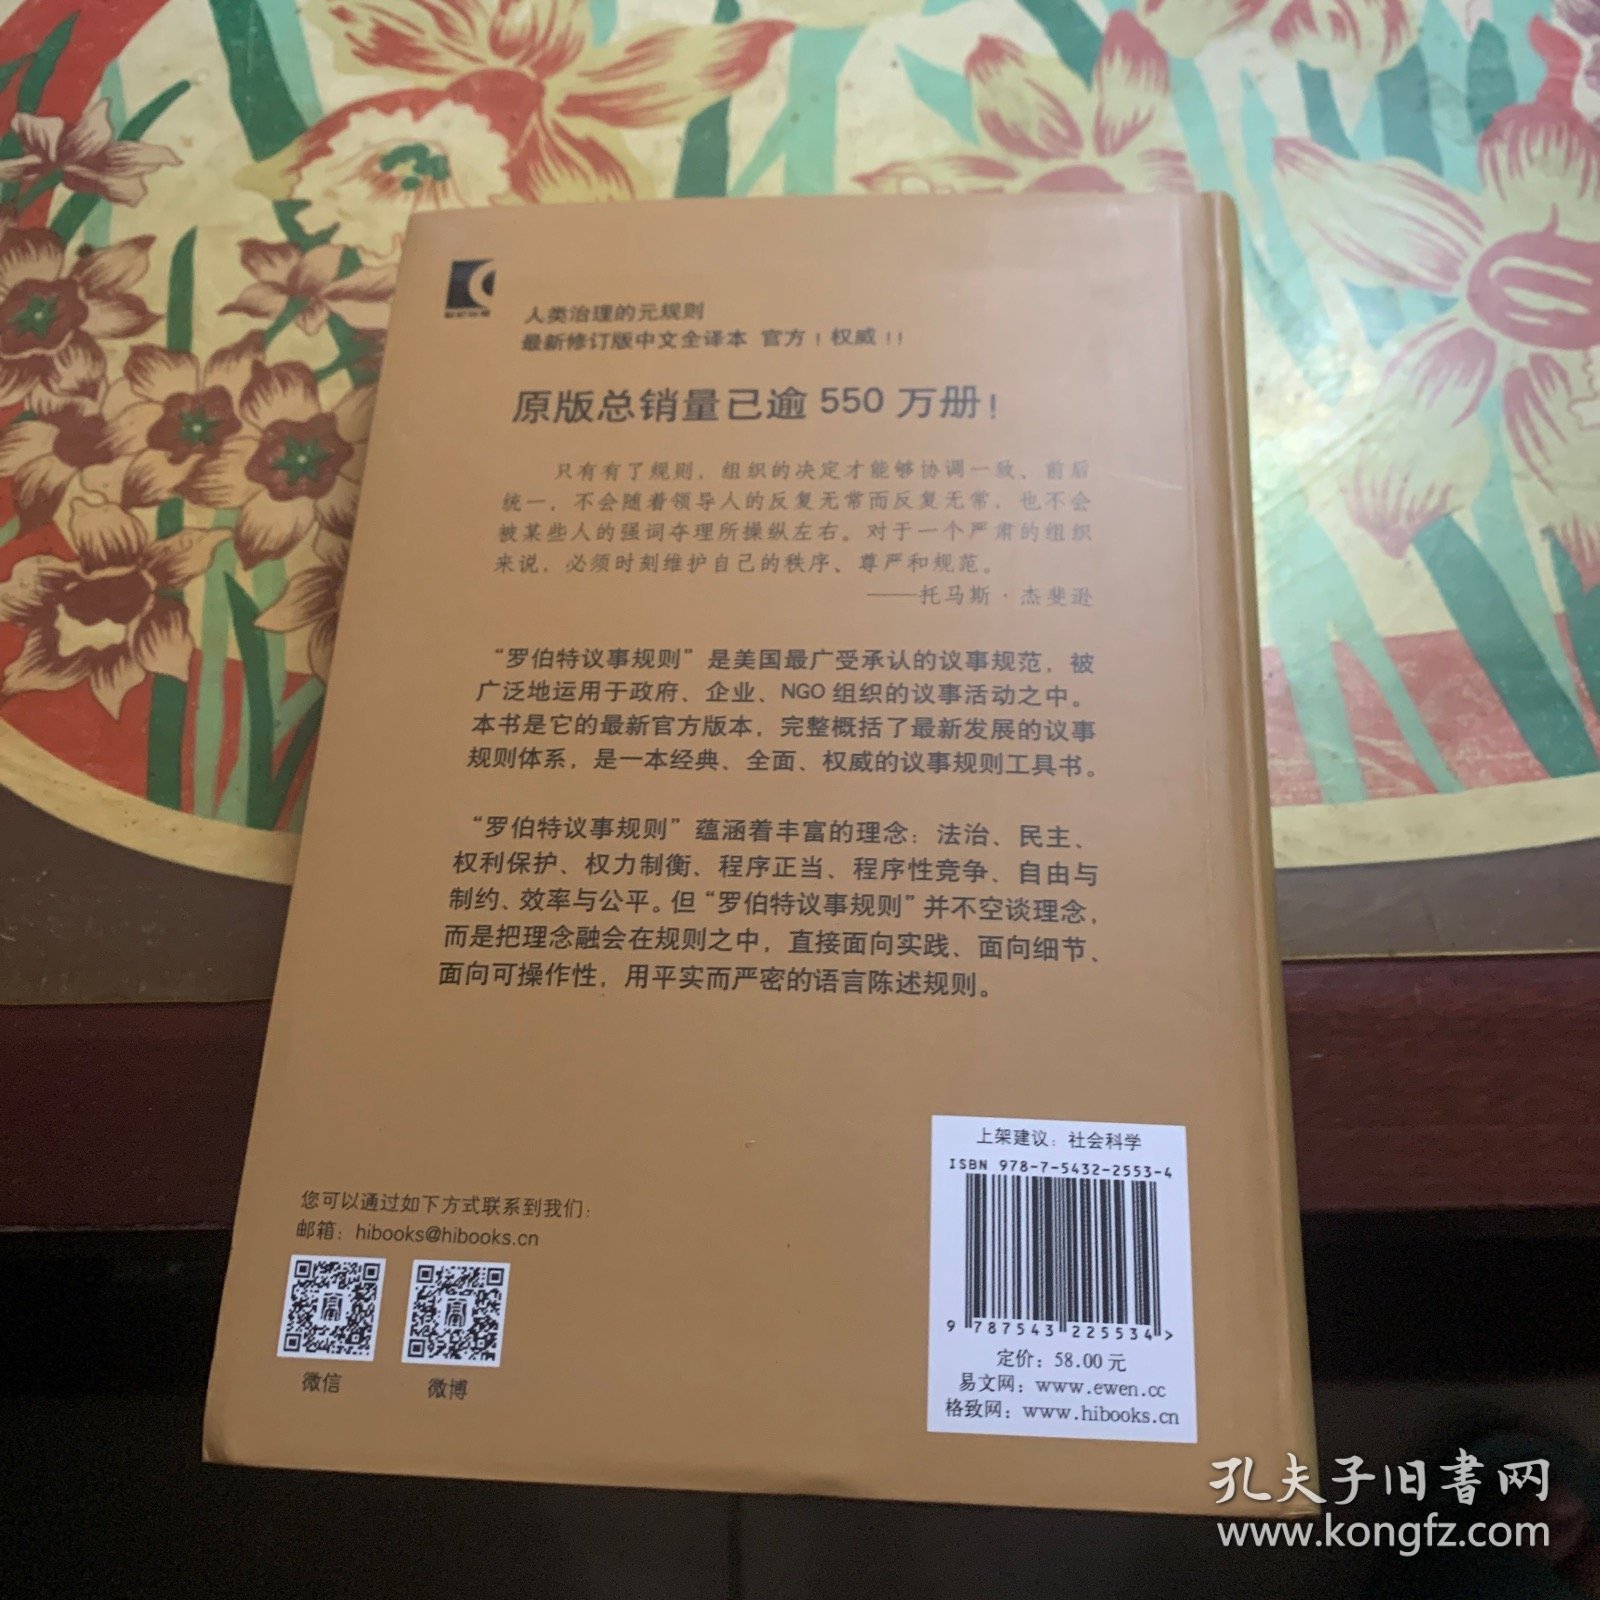 人类治理的元规则
最新修订版中文全译本 官方！权威！！
原版总销量已逾 550 万册！
只有有了规则，组织的决定才能够协调一致、前后
统一，不会随着领导人的反复无常而反复无常，也不会
被某些人的强词夺理所操纵左右。对于一个严肃的组织
来说，必须时刻维护自己的秩序、尊严和规范。
——托马斯·杰斐逊
“罗伯特议事规则”是美国最广受承认的议事规范，被
广泛地运用于政府、企业、NGO 组织的议事活动之中。
本书是它的最新官方版本，完整概括了最新发展的议事
规则体系，是一本经典、全面、权威的议事规则工具书。
“罗伯特议事规则”蕴涵着丰富的理念：法治、民主、
权利保护、权力制衡、程序正当、程序性竞争、自由与
制约、效率与公平。但“罗伯特议事规则”并不空谈理念，
而是把理念融会在规则之中，直接面向实践、面向细节、
面向可操作性，用平实而严密的语言陈述规则。
您可以通过如下方式联系到我们：
邮箱：hibooks@hibooks.cn
微信
微博
上架建议：社会科学
ISBN 978-7-5432-2553-4
9 787543 225534 >
定价：58.00 元
易文网：www.ewen.cc
格致网：www.hibooks.cn
孔夫子旧书网
www.kongfz.com